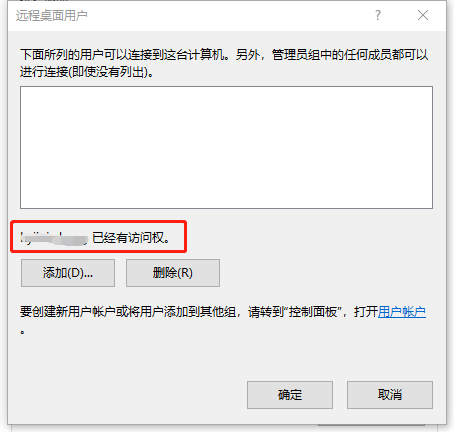 远程桌面用户
?
下面所列的用户可以连接到这台计算机。另外，管理员组中的任何成员都可以
进行连接(即使没有列出)。
已经有访问权。
添加(D)... 删除(R)
要创建新用户帐户或将用户添加到其他组，请转到"控制面板"，打开用户帐户
。
确定 取消